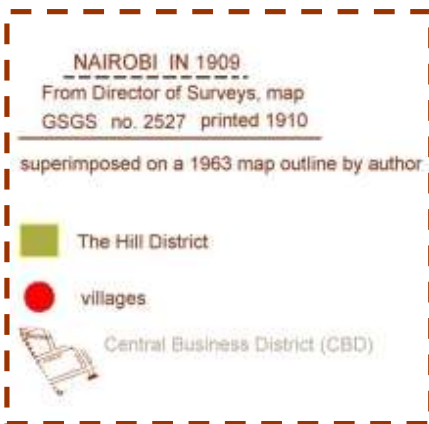 NAIROBI IN 1909
From Director of Surveys, map
GSGS no. 2527 printed 1910
superimposed on a 1963 map outline by author
The Hill District
villages
Central Business District (CBD)